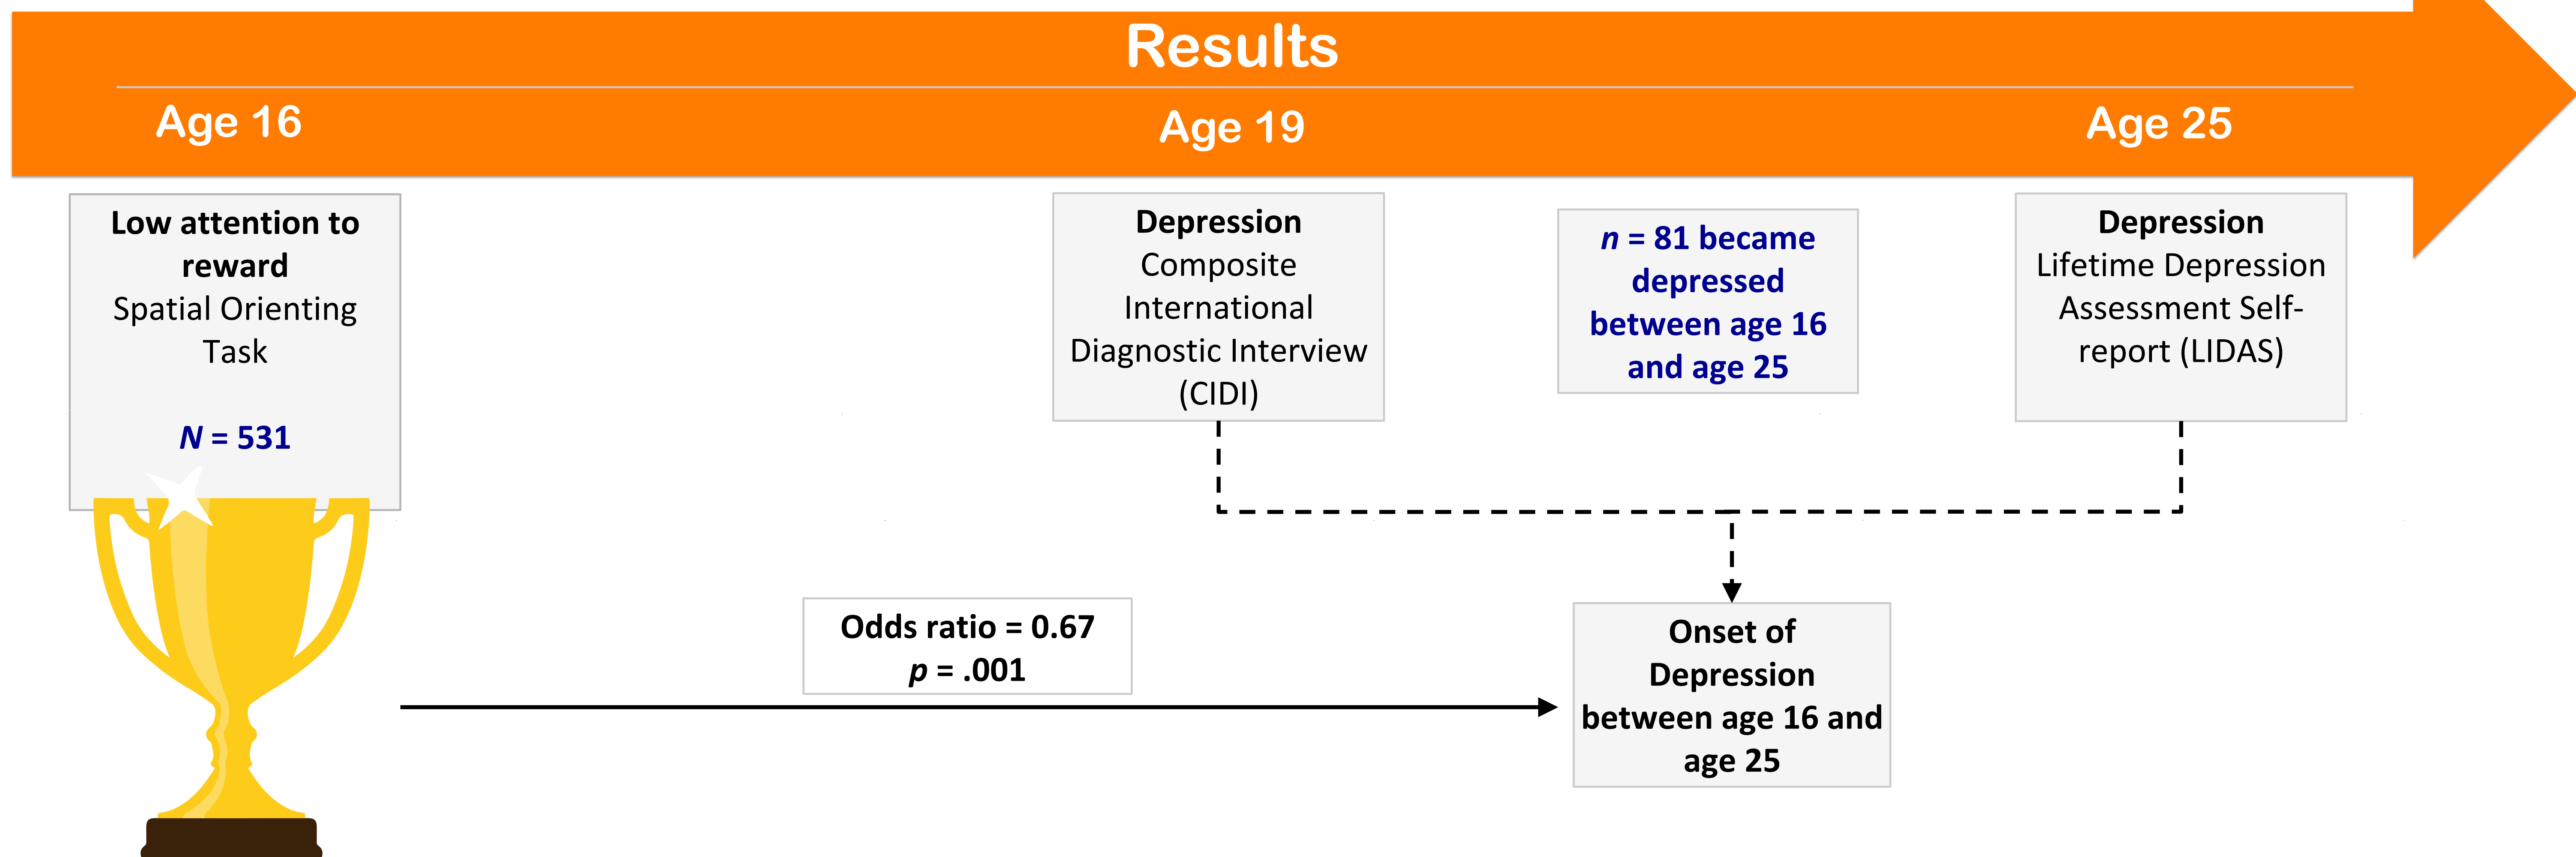 Results
Age 16
Age 19
Age 25
Low attention to
reward
Spatial Orienting
Task
N = 531
Depression
Composite
International
Diagnostic Interview
(CIDI)
n = 81 became
depressed
between age 16
and age 25
Depression
Lifetime Depression
Assessment Self-
report (LIDAS)
Odds ratio = 0.67
p = .001
Onset of
Depression
between age 16 and
age 25